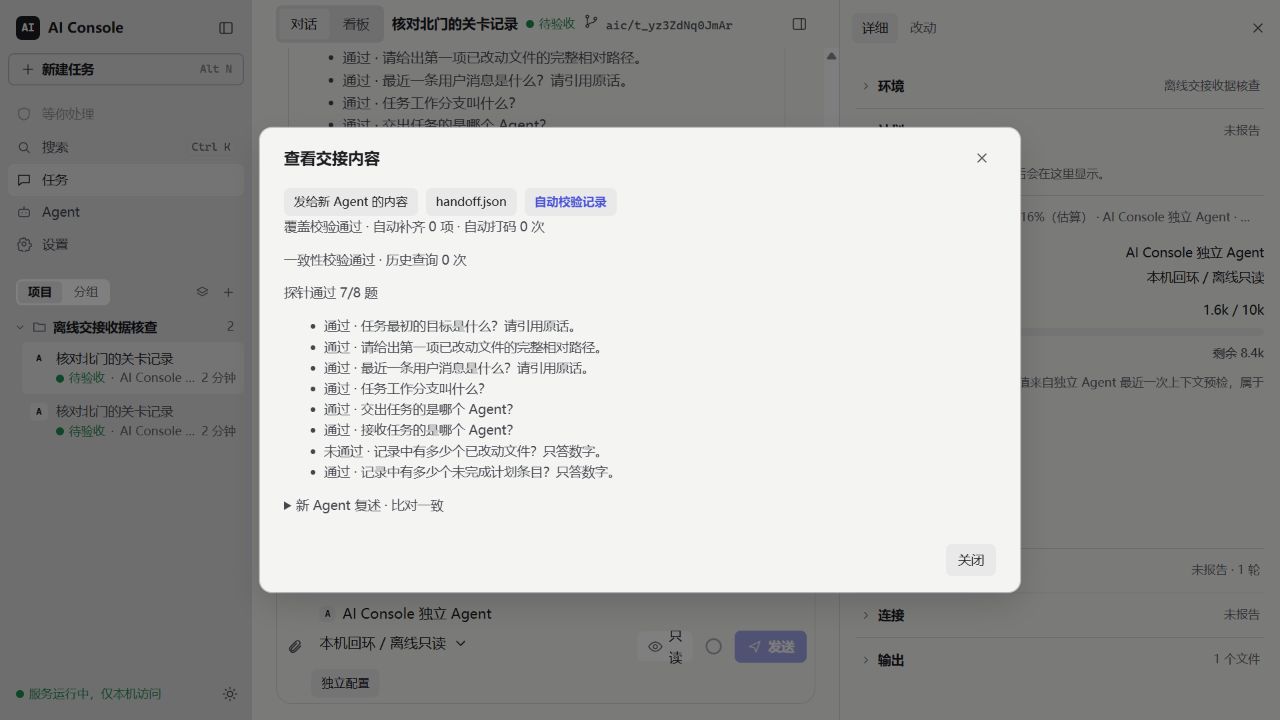 AI Console
新建任务 Alt N
等你处理
搜索 Ctrl K
任务
Agent
设置
项目 分组
离线交接收据核查 2
A 核对北门的关卡记录
待验收 · AI Console ... 2 分钟
A 核对北门的关卡记录
待验收 · AI Console ... 2 分钟
服务运行中，仅本机访问
对话 看板 核对北门的关卡记录 待验收 aic/t_yz3ZdNq0JmAr
通过 · 请给出第一项已改动文件的完整相对路径。
通过 · 最近一条用户消息是什么？请引用原话。
通过 · 任务工作分支叫什么？
通过 · 交出任务的是哪个 Agent？
查看交接内容
发给新 Agent 的内容 handoff.json 自动校验记录
覆盖校验通过 · 自动补齐 0 项 · 自动打码 0 次
一致性校验通过 · 历史查询 0 次
探针通过 7/8 题
通过 · 任务最初的目标是什么？请引用原话。
通过 · 请给出第一项已改动文件的完整相对路径。
通过 · 最近一条用户消息是什么？请引用原话。
通过 · 任务工作分支叫什么？
通过 · 交出任务的是哪个 Agent？
通过 · 接收任务的是哪个 Agent？
未通过 · 记录中有多少个已改动文件？只答数字。
通过 · 记录中有多少个未完成计划条目？只答数字。
新 Agent 复述 · 比对一致
关闭
A AI Console 独立 Agent
本机回环 / 离线只读
只读
发送
独立配置
详细 改动
环境 离线交接收据核查
未报告
会在这里显示。
16%（估算） · AI Console 独立 Agent · ...
AI Console 独立 Agent
本机回环 / 离线只读
1.6k / 10k
剩余 8.4k
来自独立 Agent 最近一次上下文预检，属于
未报告 · 1 轮
连接 未报告
输出 1 个文件